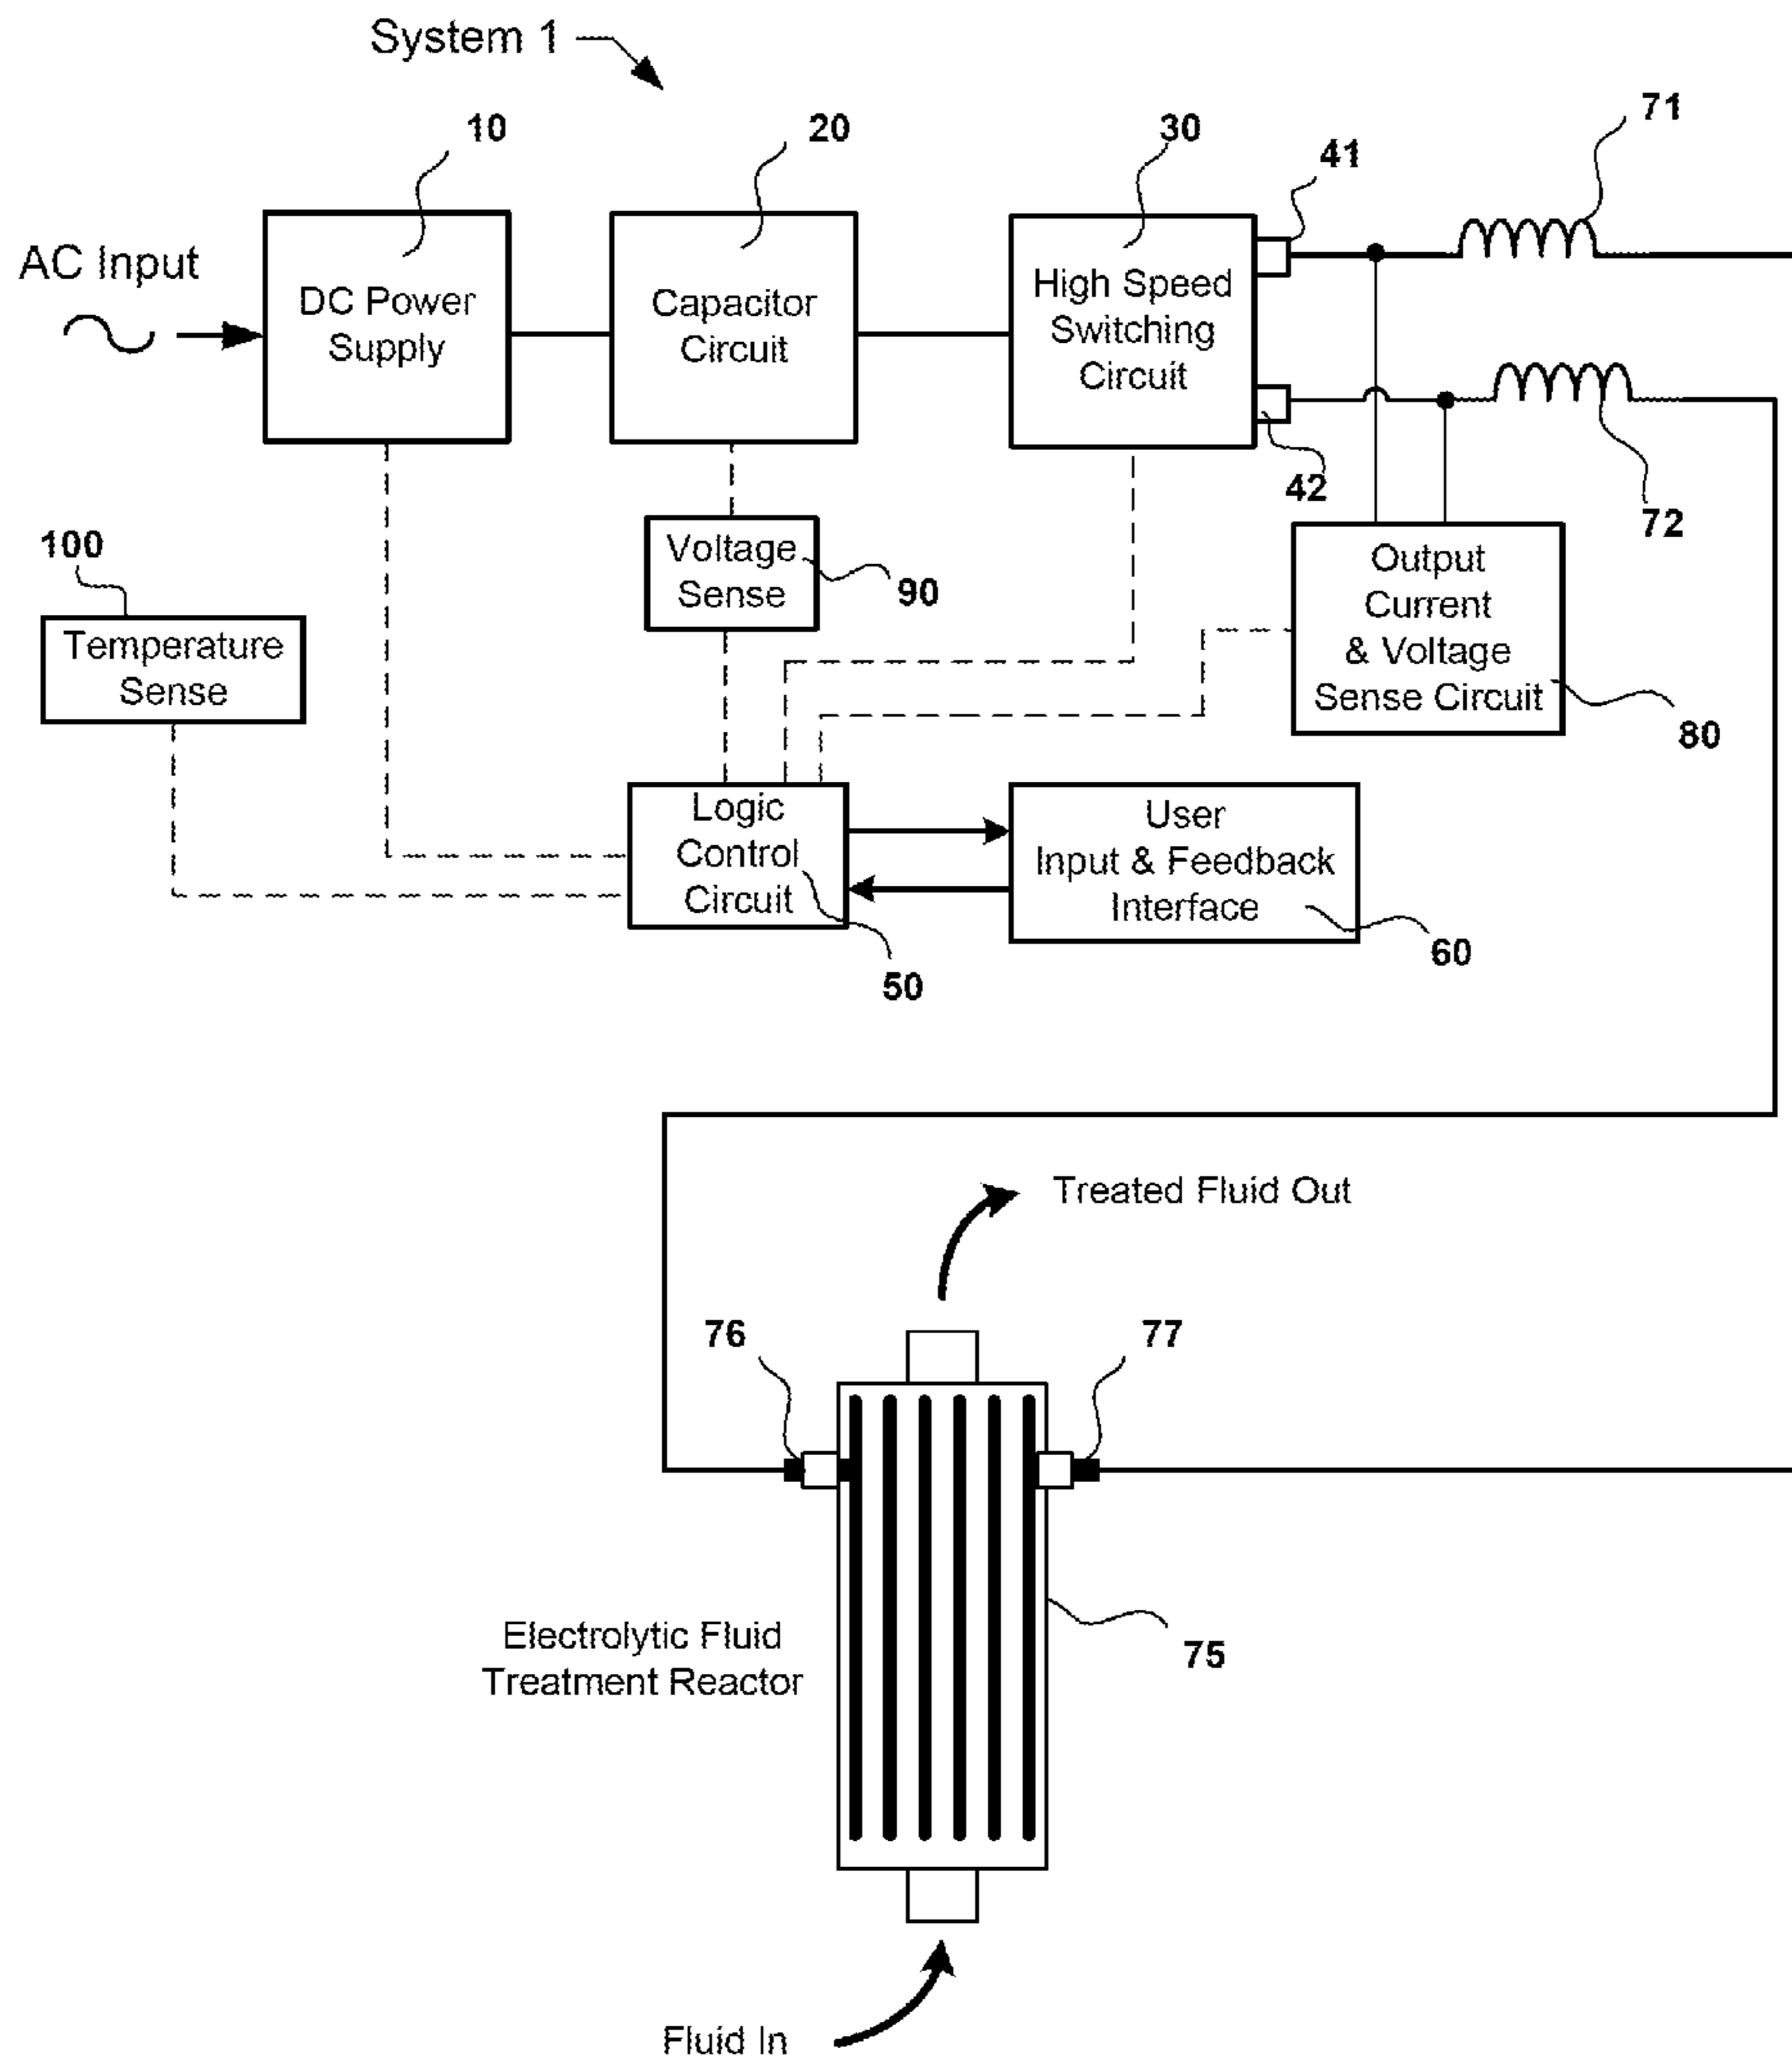 System 1
10
20
30
41
71
AC Input
DC Power
Supply
Capacitor
Circuit
High Speed
Switching
Circuit
42
72
100
Temperature
Sense
Voltage
Sense
90
Output
Current
& Voltage
Sense Circuit
80
Logic
Control
Circuit
50
User
Input & Feedback
Interface
60
Treated Fluid Out
76
77
Electrolytic Fluid
Treatment Reactor
75
Fluid In